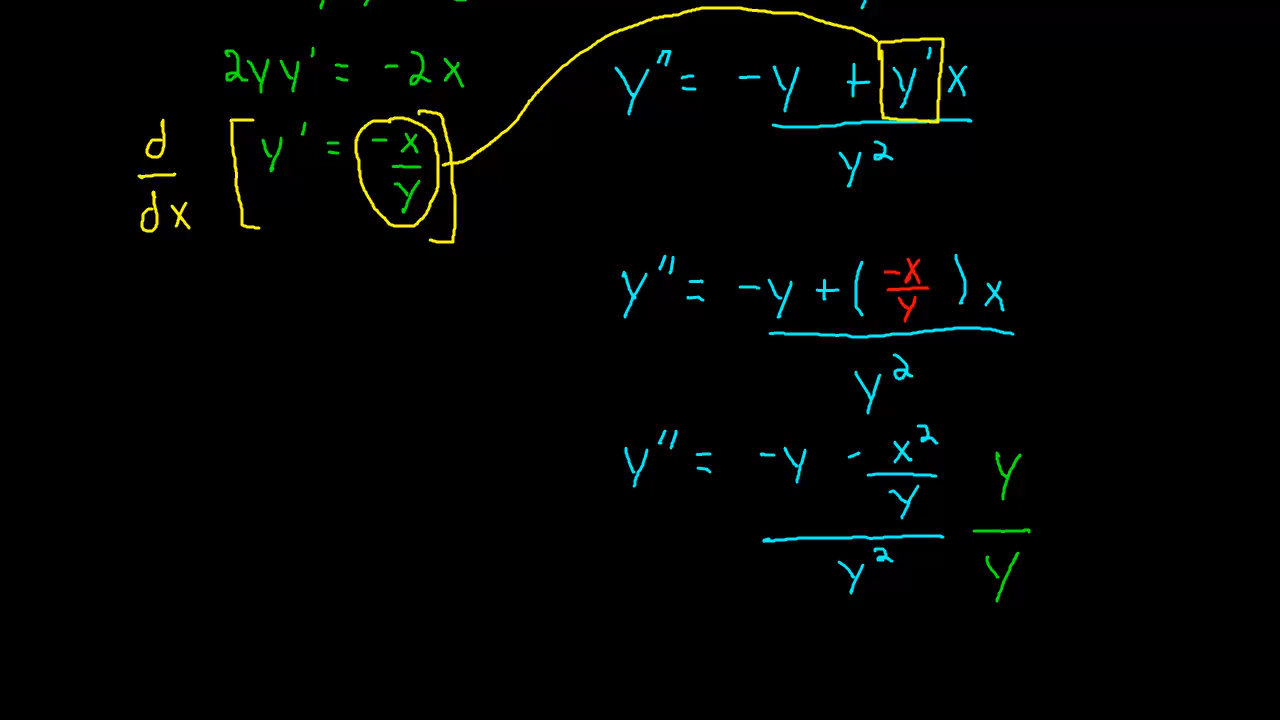 2yy' = -2x
d/dx [y' = -x/y]
y'' = (-y + y'x)/y²
y'' = (-y + (-x/y)x)/y²
y'' = (-y - x²/y)/y² y/y